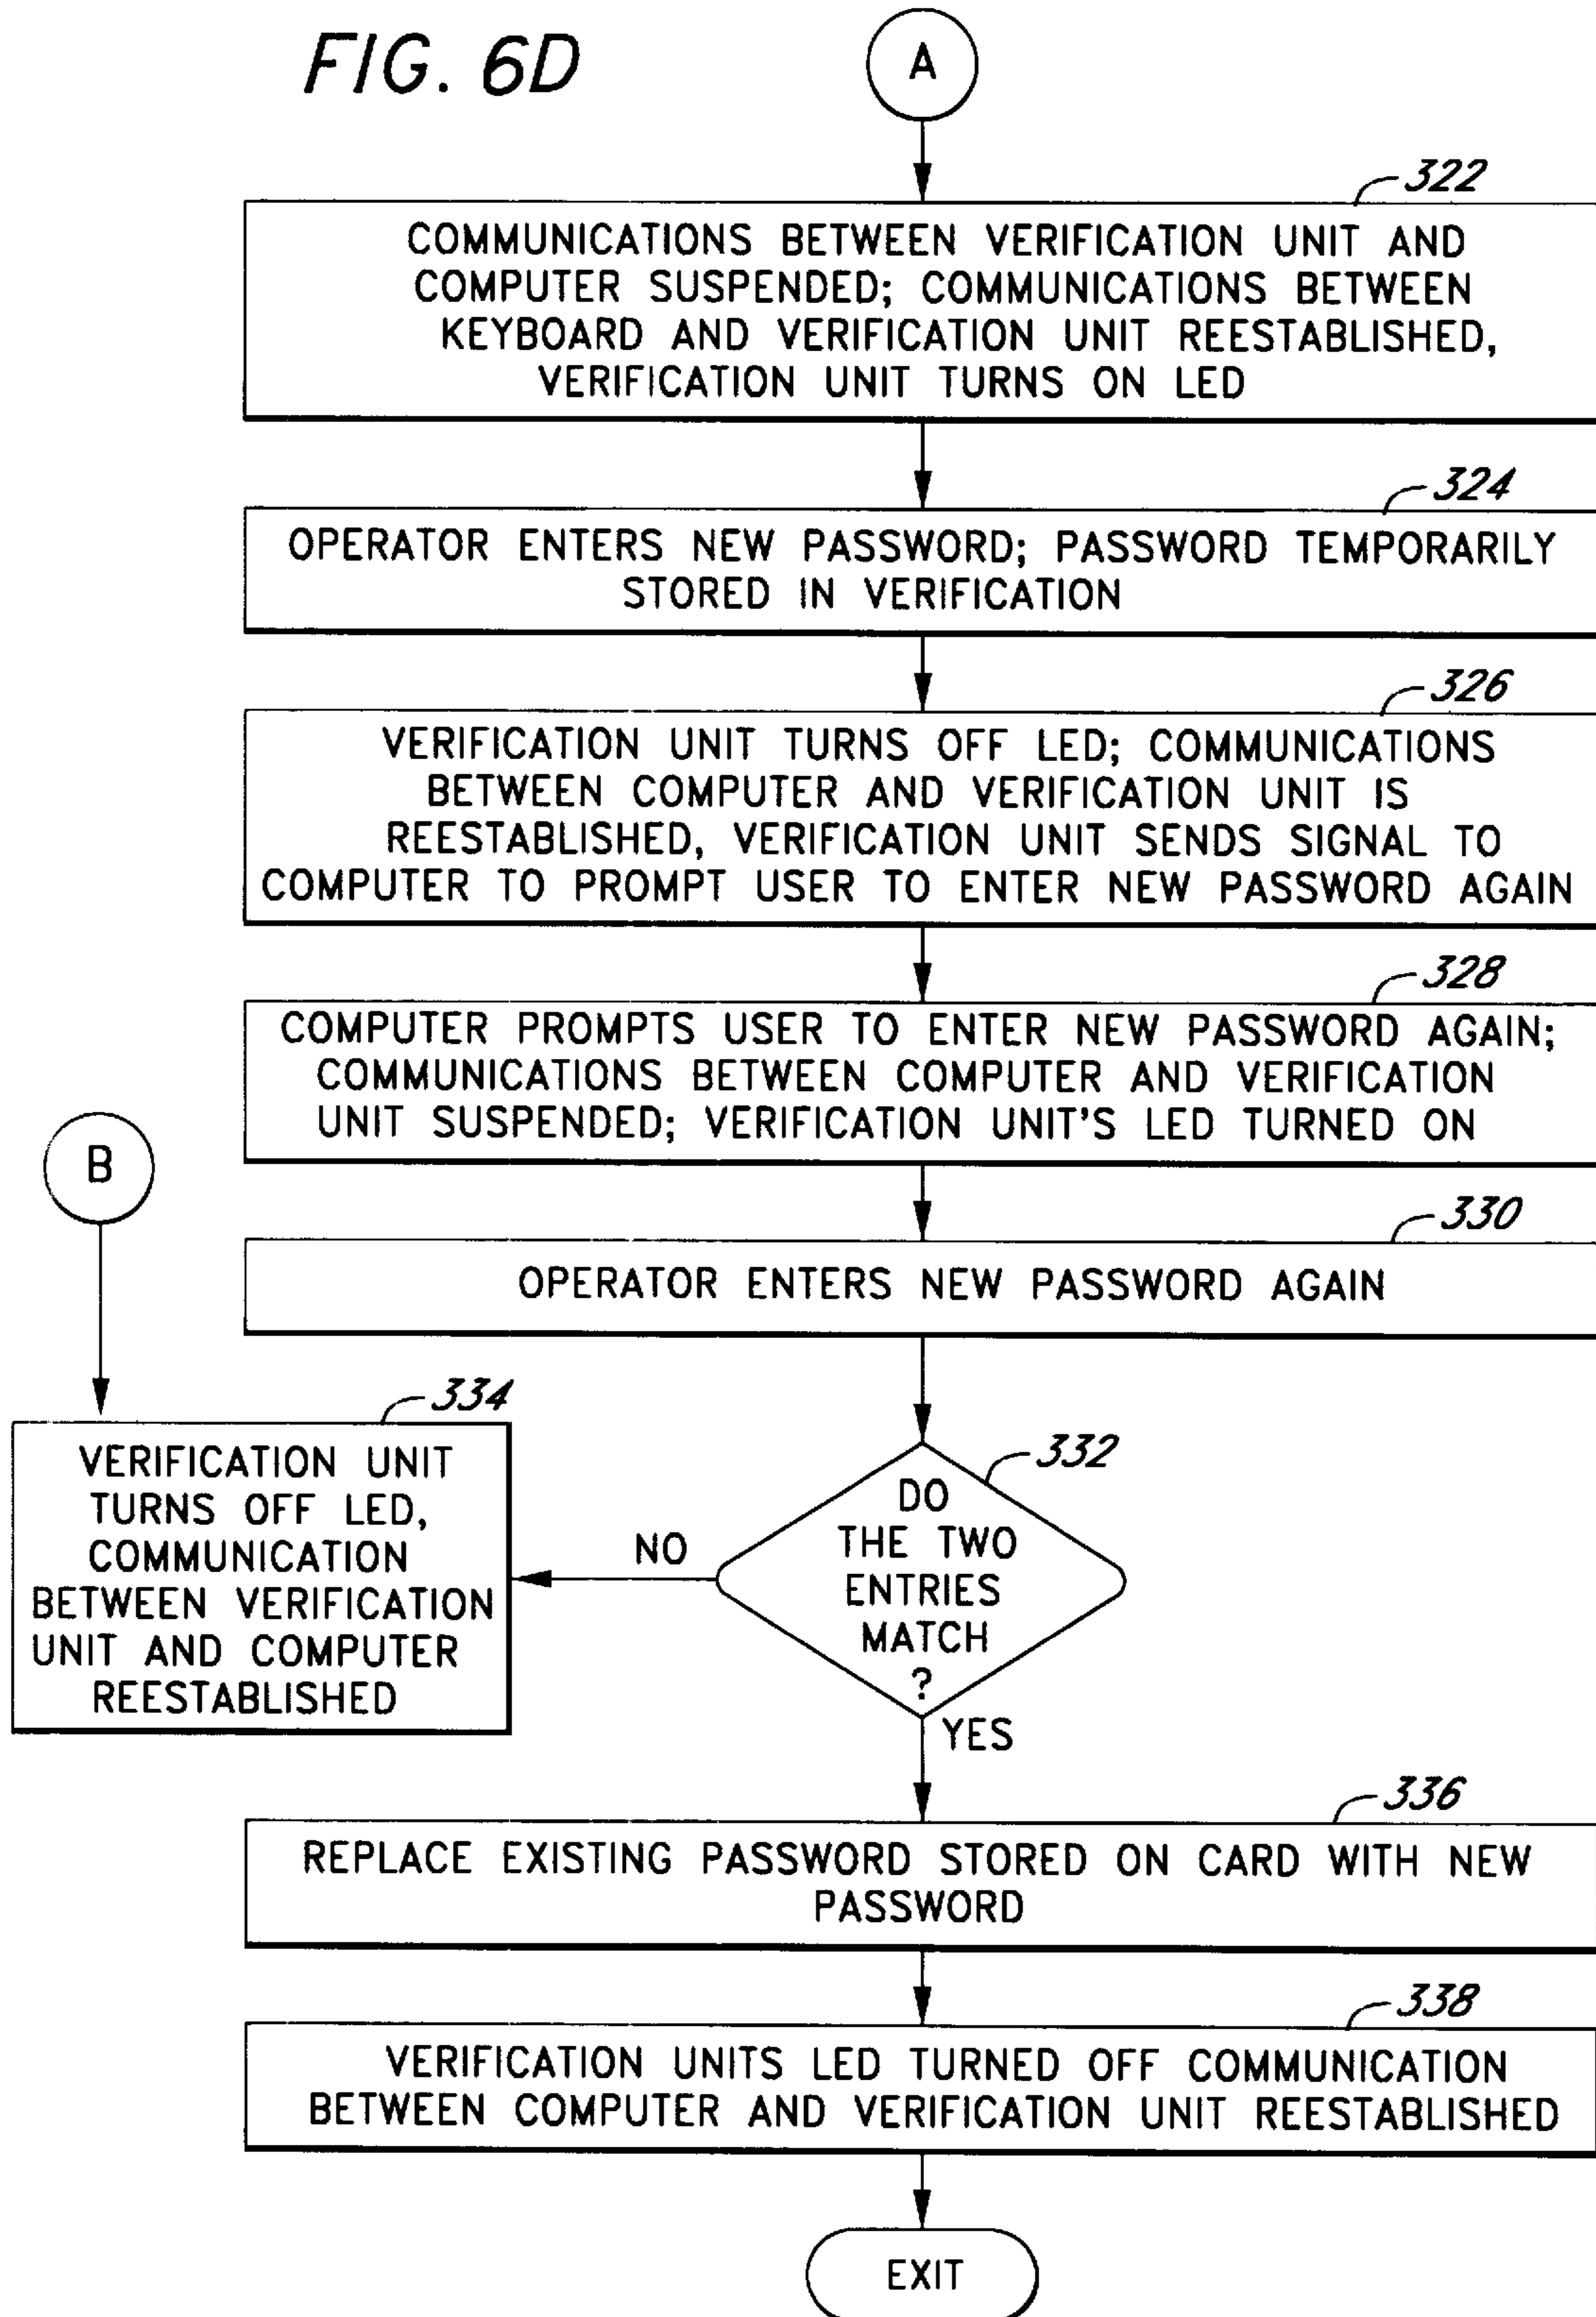 FIG. 6D
A
322
COMMUNICATIONS BETWEEN VERIFICATION UNIT AND
COMPUTER SUSPENDED; COMMUNICATIONS BETWEEN
KEYBOARD AND VERIFICATION UNIT REESTABLISHED,
VERIFICATION UNIT TURNS ON LED
324
OPERATOR ENTERS NEW PASSWORD; PASSWORD TEMPORARILY
STORED IN VERIFICATION
326
VERIFICATION UNIT TURNS OFF LED; COMMUNICATIONS
BETWEEN COMPUTER AND VERIFICATION UNIT IS
REESTABLISHED, VERIFICATION UNIT SENDS SIGNAL TO
COMPUTER TO PROMPT USER TO ENTER NEW PASSWORD AGAIN
328
COMPUTER PROMPTS USER TO ENTER NEW PASSWORD AGAIN;
COMMUNICATIONS BETWEEN COMPUTER AND VERIFICATION
UNIT SUSPENDED; VERIFICATION UNIT'S LED TURNED ON
B
330
OPERATOR ENTERS NEW PASSWORD AGAIN
334
VERIFICATION UNIT
TURNS OFF LED,
COMMUNICATION
BETWEEN VERIFICATION
UNIT AND COMPUTER
REESTABLISHED
332
DO
THE TWO
ENTRIES
MATCH
?
NO
YES
336
REPLACE EXISTING PASSWORD STORED ON CARD WITH NEW
PASSWORD
338
VERIFICATION UNITS LED TURNED OFF COMMUNICATION
BETWEEN COMPUTER AND VERIFICATION UNIT REESTABLISHED
EXIT